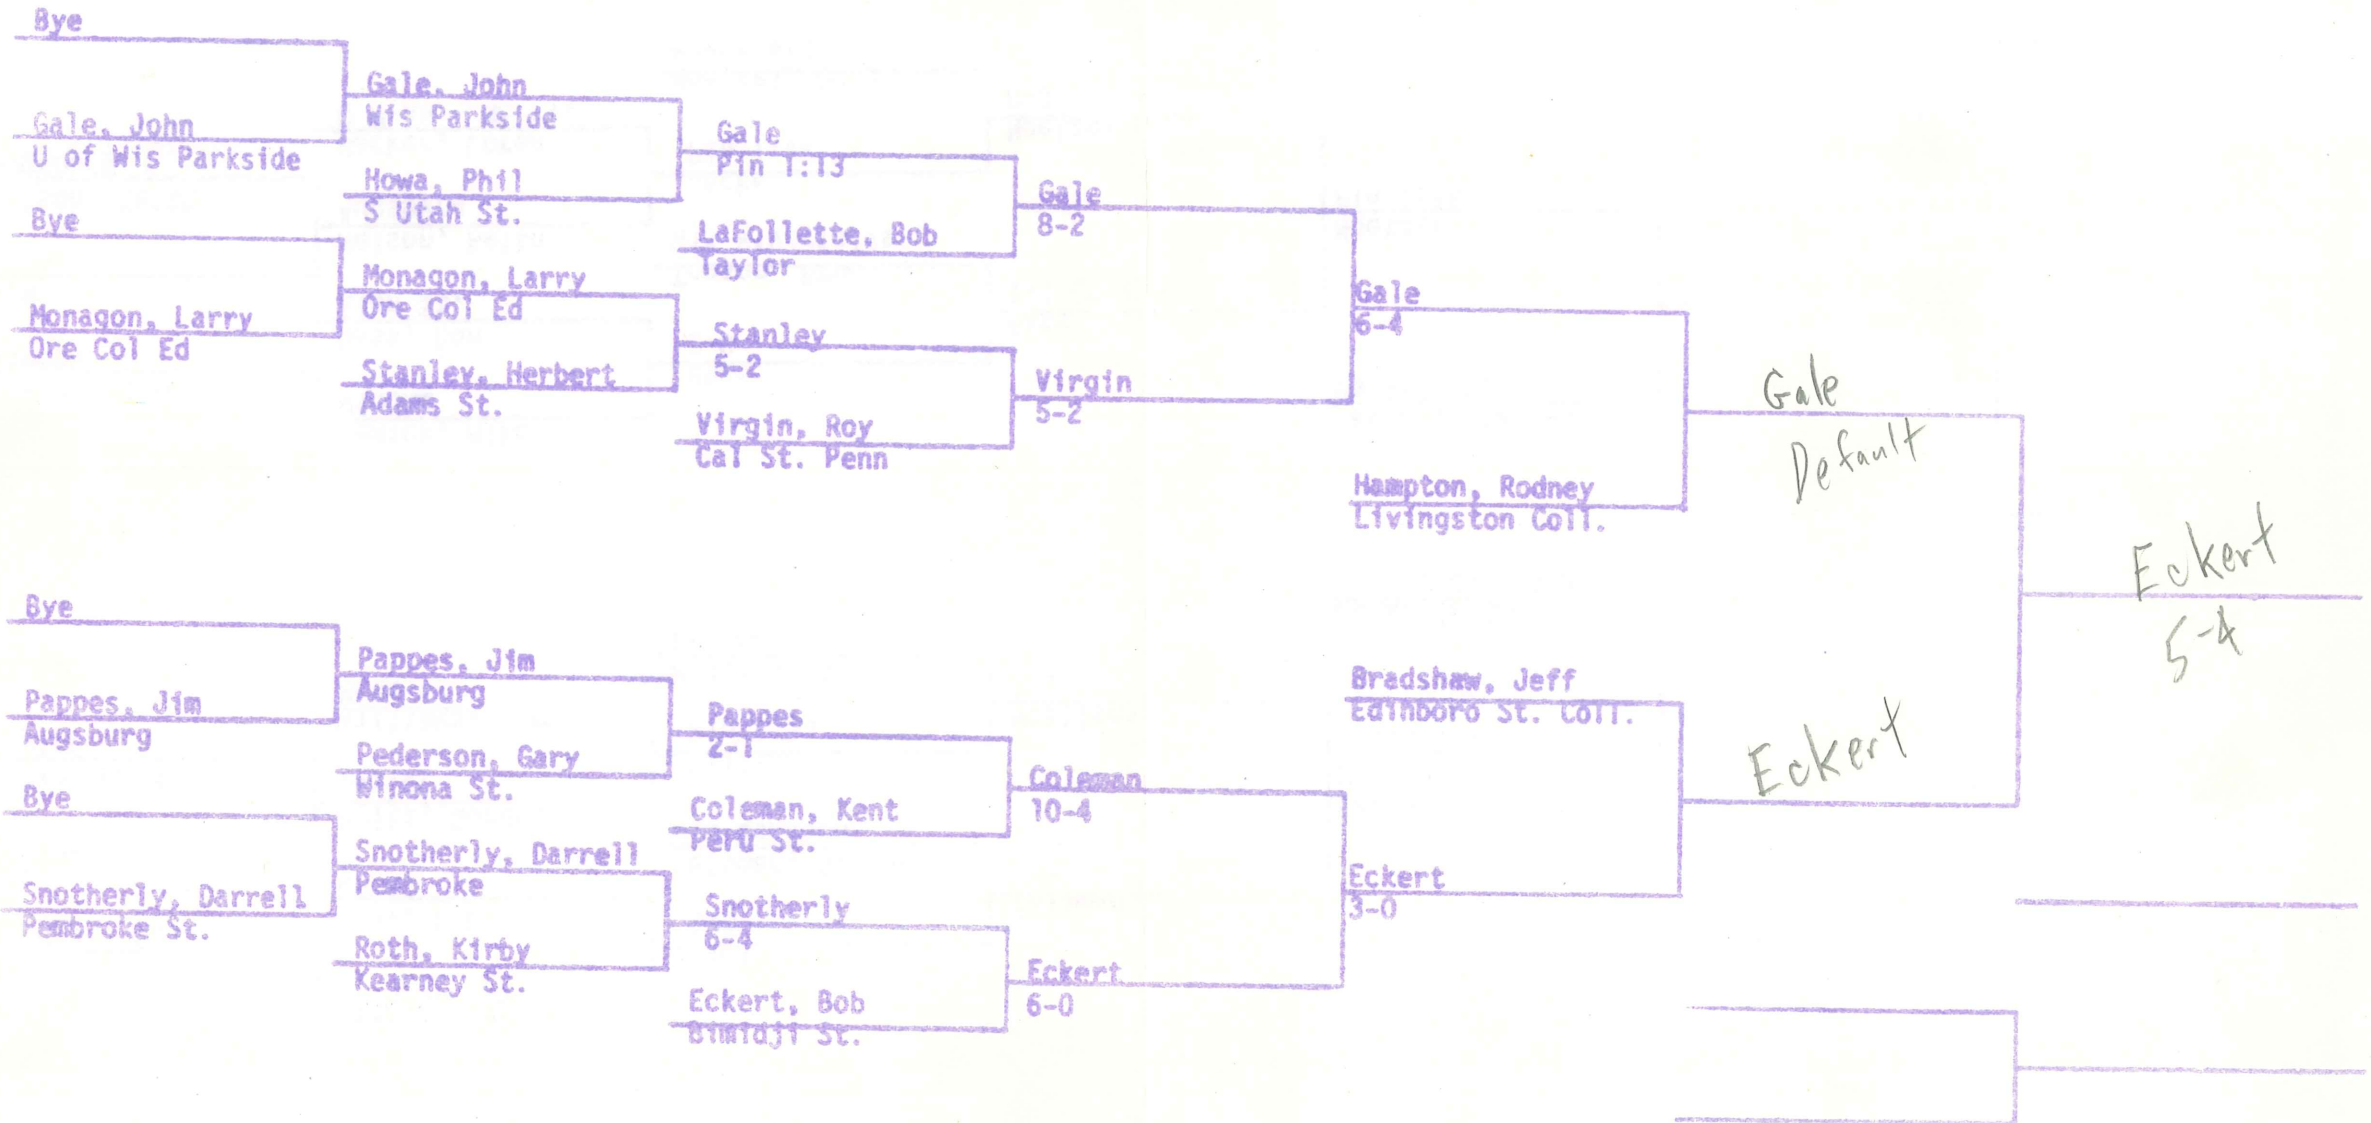 Bye
Gale, John
U of Wis Parkside
Bye
Monagon, Larry
Ore Col Ed
Bye
Pappes, Jim
Augsburg
Bye
Snotherly, Darrell
Pembroke St.
Gale, John
Wis Parkside
Howa, Phil
S Utah St.
Monagon, Larry
Ore Col Ed
Stanley, Herbert
Adams St.
Pappes, Jim
Augsburg
Pederson, Gary
Winona St.
Snotherly, Darrell
Pembroke
Roth, Kirby
Kearney St.
Gale
Pin 1:13
LaFollette, Bob
Taylor
Stanley
5-2
Virgin, Roy
Cal St. Penn
Pappes
2-1
Coleman, Kent
Peru St.
Snotherly
6-4
Eckert, Bob
Bimidji St.
Gale
8-2
Virgin
5-2
Coleman
10-4
Eckert
6-0
Gale
6-4
Hampton, Rodney
Livingston Coll.
Bradshaw, Jeff
Edinboro St. Coll.
Eckert
3-0
Gale
Default
Eckert
Eckert
5-4